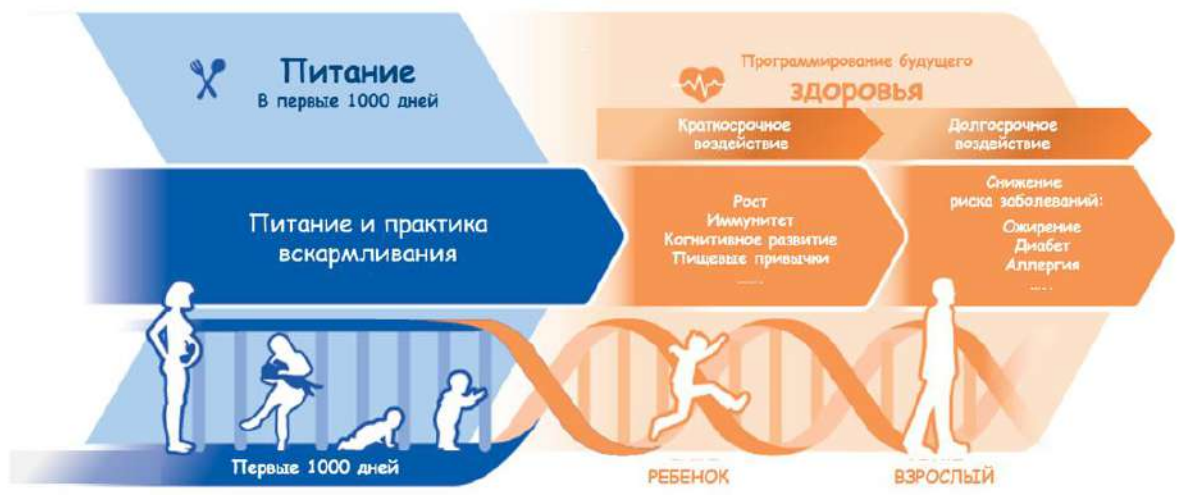 Питание
В первые 1000 дней
Программирование будущего
здоровья
Краткосрочное
воздействие
Долгосрочное
воздействие
Питание и практика
вскармливания
Рост
Иммунитет
Когнитивное развитие
Пищевые привычки
.....
Снижение
риска заболеваний:
Ожирение
Диабет
Аллергия
.....
Первые 1000 дней
РЕБЕНОК
ВЗРОСЛЫЙ